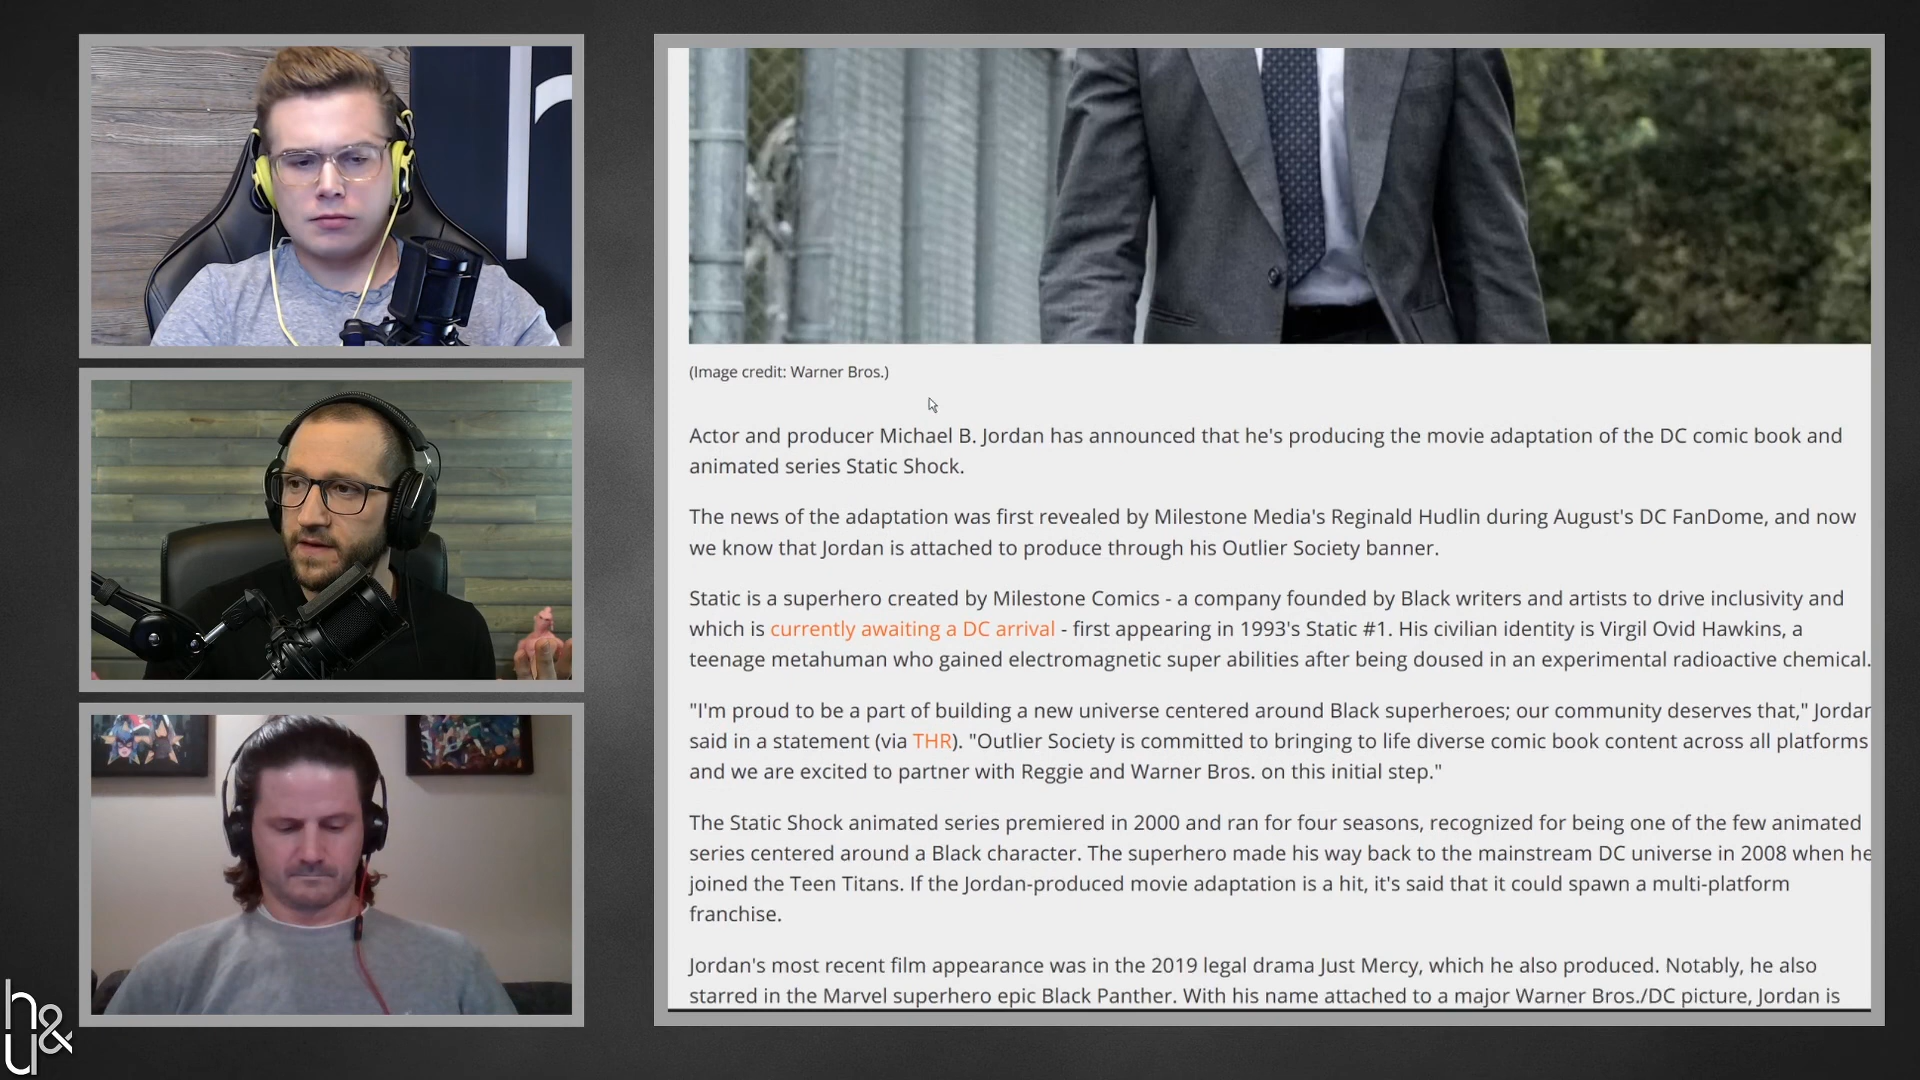 (Image credit: Warner Bros.)
Actor and producer Michael B. Jordan has announced that he's producing the movie adaptation of the DC comic book and
animated series Static Shock.
The news of the adaptation was first revealed by Milestone Media's Reginald Hudlin during August's DC FanDome, and now
we know that Jordan is attached to produce through his Outlier Society banner.
Static is a superhero created by Milestone Comics - a company founded by Black writers and artists to drive inclusivity and
which is currently awaiting a DC arrival - first appearing in 1993's Static #1. His civilian identity is Virgil Ovid Hawkins, a
teenage metahuman who gained electromagnetic super abilities after being doused in an experimental radioactive chemical.
"I'm proud to be a part of building a new universe centered around Black superheroes; our community deserves that," Jordan
said in a statement (via THR). "Outlier Society is committed to bringing to life diverse comic book content across all platforms
and we are excited to partner with Reggie and Warner Bros. on this initial step."
The Static Shock animated series premiered in 2000 and ran for four seasons, recognized for being one of the few animated
series centered around a Black character. The superhero made his way back to the mainstream DC universe in 2008 when he
joined the Teen Titans. If the Jordan-produced movie adaptation is a hit, it's said that it could spawn a multi-platform
franchise.
Jordan's most recent film appearance was in the 2019 legal drama Just Mercy, which he also produced. Notably, he also
starred in the Marvel superhero epic Black Panther. With his name attached to a major Warner Bros./DC picture, Jordan is
h&u